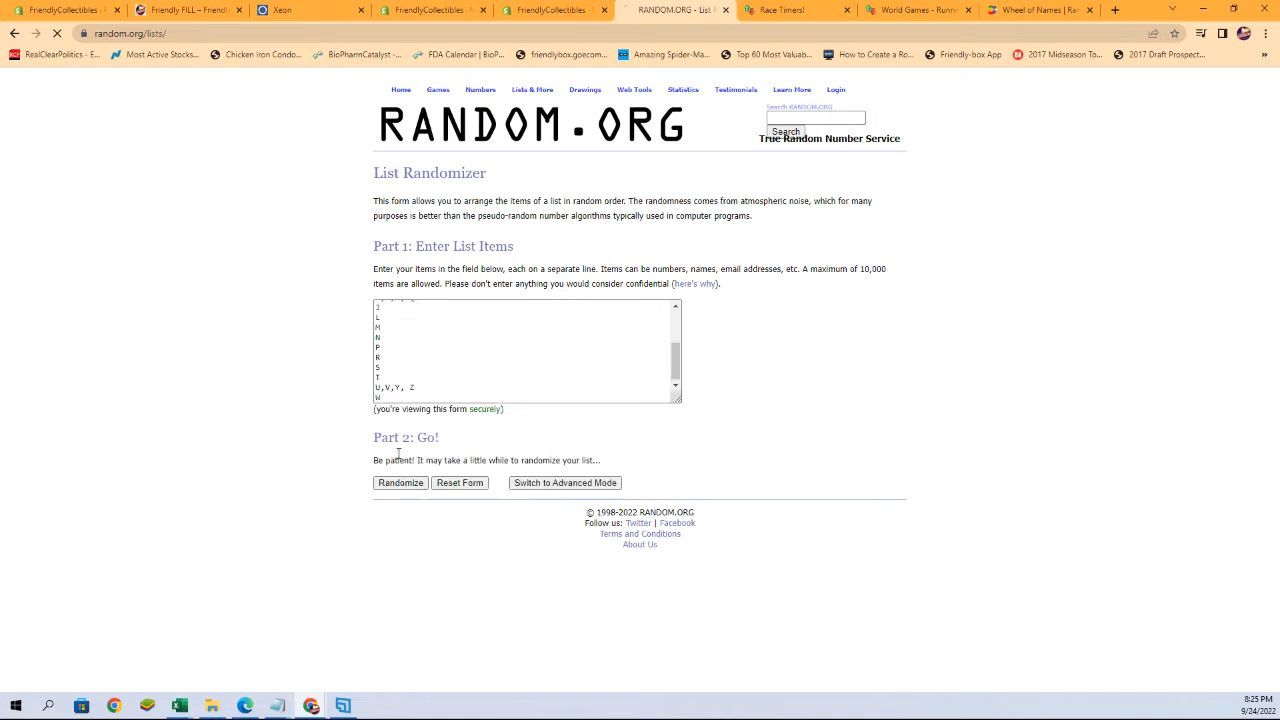 FriendlyCollectibles - N
Friendly FILL – Friendl
Xeon
FriendlyCollectibles - N
FriendlyCollectibles - N
RANDOM.ORG - List R
Race Timers!
World Games - Runn
Wheel of Names | Ra
random.org/lists/
RealClearPolitics - E...
Most Active Stocks...
Chicken Iron Condo...
BioPharmCatalyst -...
FDA Calendar | BioP...
friendlybox.goecom...
Amazing Spider-Ma...
Top 60 Most Valuab...
How to Create a Ro...
Friendly-box App
2017 Midseason To...
2017 Draft Prospect...
Home Games Numbers Lists & More Drawings Web Tools Statistics Testimonials Learn More Login
RANDOM.ORG
Search RANDOM.ORG
Search
True Random Number Service
List Randomizer
This form allows you to arrange the items of a list in random order. The randomness comes from atmospheric noise, which for many
purposes is better than the pseudo-random number algorithms typically used in computer programs.
Part 1: Enter List Items
Enter your items in the field below, each on a separate line. Items can be numbers, names, email addresses, etc. A maximum of 10,000
items are allowed. Please don't enter anything you would consider confidential (here's why).
J
L
M
N
P
R
S
T
U,V,Y, Z
W
(you're viewing this form securely)
Part 2: Go!
Be patient! It may take a little while to randomize your list...
Randomize Reset Form Switch to Advanced Mode
© 1998-2022 RANDOM.ORG
Follow us: Twitter | Facebook
Terms and Conditions
About Us
8:25 PM
9/24/2022